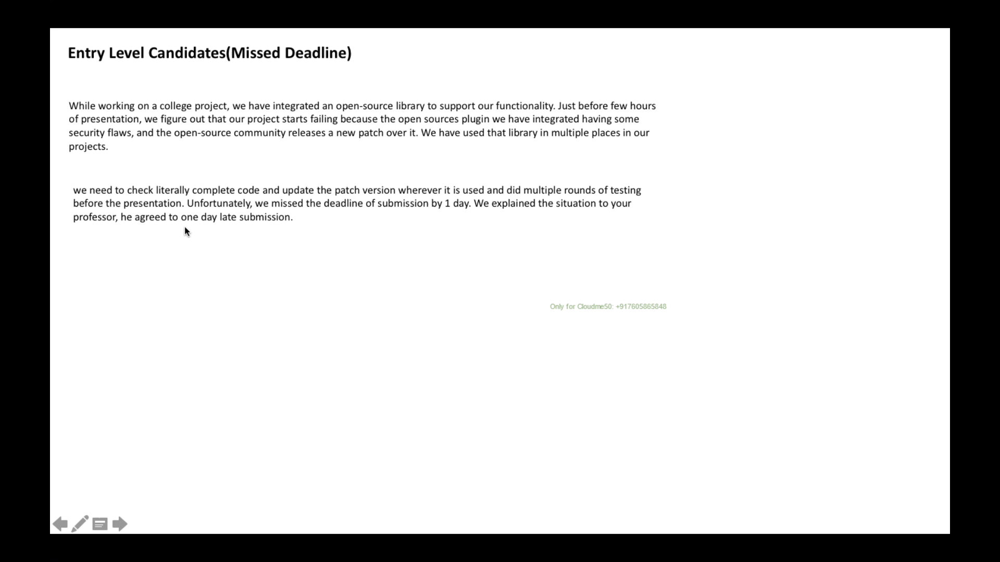 Entry Level Candidates(Missed Deadline)
While working on a college project, we have integrated an open-source library to support our functionality. Just before few hours
of presentation, we figure out that our project starts failing because the open sources plugin we have integrated having some
security flaws, and the open-source community releases a new patch over it. We have used that library in multiple places in our
projects.
we need to check literally complete code and update the patch version wherever it is used and did multiple rounds of testing
before the presentation. Unfortunately, we missed the deadline of submission by 1 day. We explained the situation to your
professor, he agreed to one day late submission.
Only for Cloudme50: +917605865848